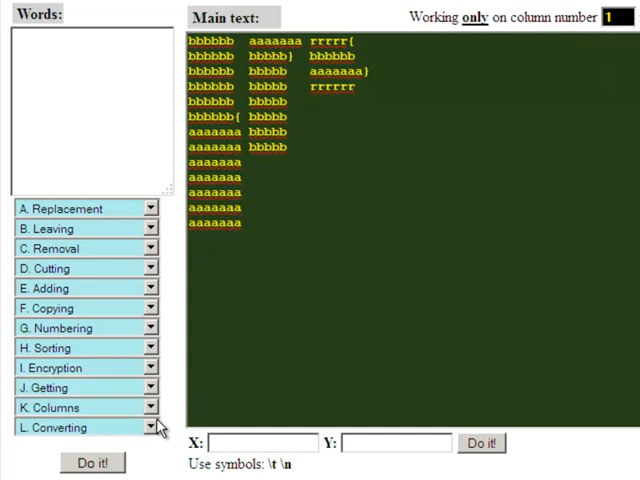 Words:
Main text:
Working only on column number 1
bbbbbb aaaaaaa rrrrr{
bbbbbb bbbbb} bbbbbb
bbbbbb bbbbb aaaaaaa}
bbbbbb bbbbb rrrrrr
bbbbbb bbbbb
bbbbbb{ bbbbb
aaaaaaa bbbbb
aaaaaaa bbbbb
aaaaaaa
aaaaaaa
aaaaaaa
aaaaaaa
aaaaaaa
A. Replacement
B. Leaving
C. Removal
D. Cutting
E. Adding
F. Copying
G. Numbering
H. Sorting
I. Encryption
J. Getting
K. Columns
L. Converting
Do it!
X: Y: Do it!
Use symbols: \t \n